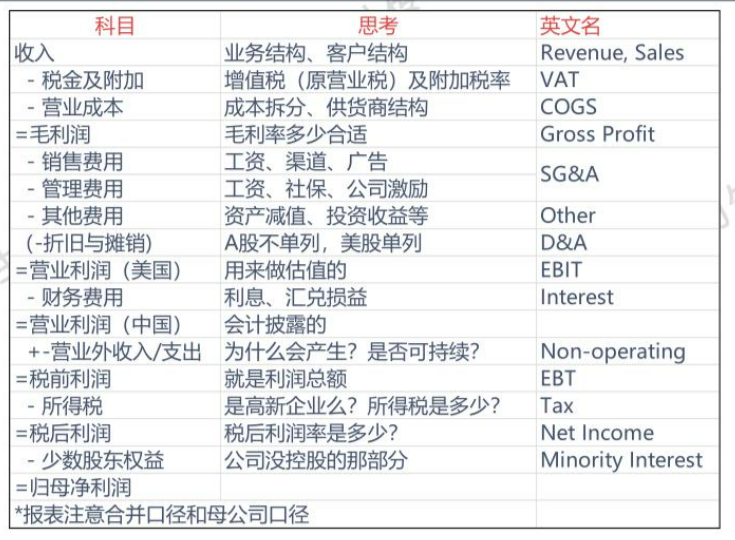 科目 思考 英文名
收入 业务结构、客户结构 Revenue, Sales
- 税金及附加 增值税（原营业税）及附加税率 VAT
- 营业成本 成本拆分、供货商结构 COGS
=毛利润 毛利率多少合适 Gross Profit
- 销售费用 工资、渠道、广告
SG&A
- 管理费用 工资、社保、公司激励
- 其他费用 资产减值、投资收益等 Other
（-折旧与摊销） A股不单列，美股单列 D&A
=营业利润（美国） 用来做估值的 EBIT
- 财务费用 利息、汇兑损益 Interest
=营业利润（中国） 会计披露的
+-营业外收入/支出 为什么会产生？是否可持续？ Non-operating
=税前利润 就是利润总额 EBT
- 所得税 是高新企业么？所得税是多少？ Tax
=税后利润 税后利润率是多少？ Net Income
- 少数股东权益 公司没控股的那部分 Minority Interest
=归母净利润
*报表注意合并口径和母公司口径